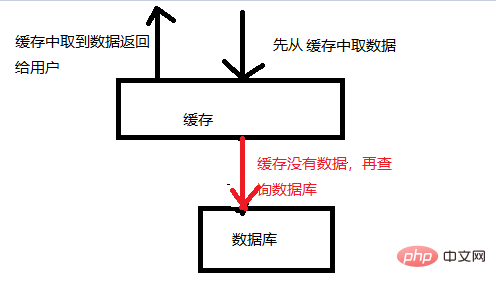 缓存中取到数据返回
给用户
先从 缓存中取数据
缓存
缓存没有数据，再查
询数据库
数据库
php 中文网